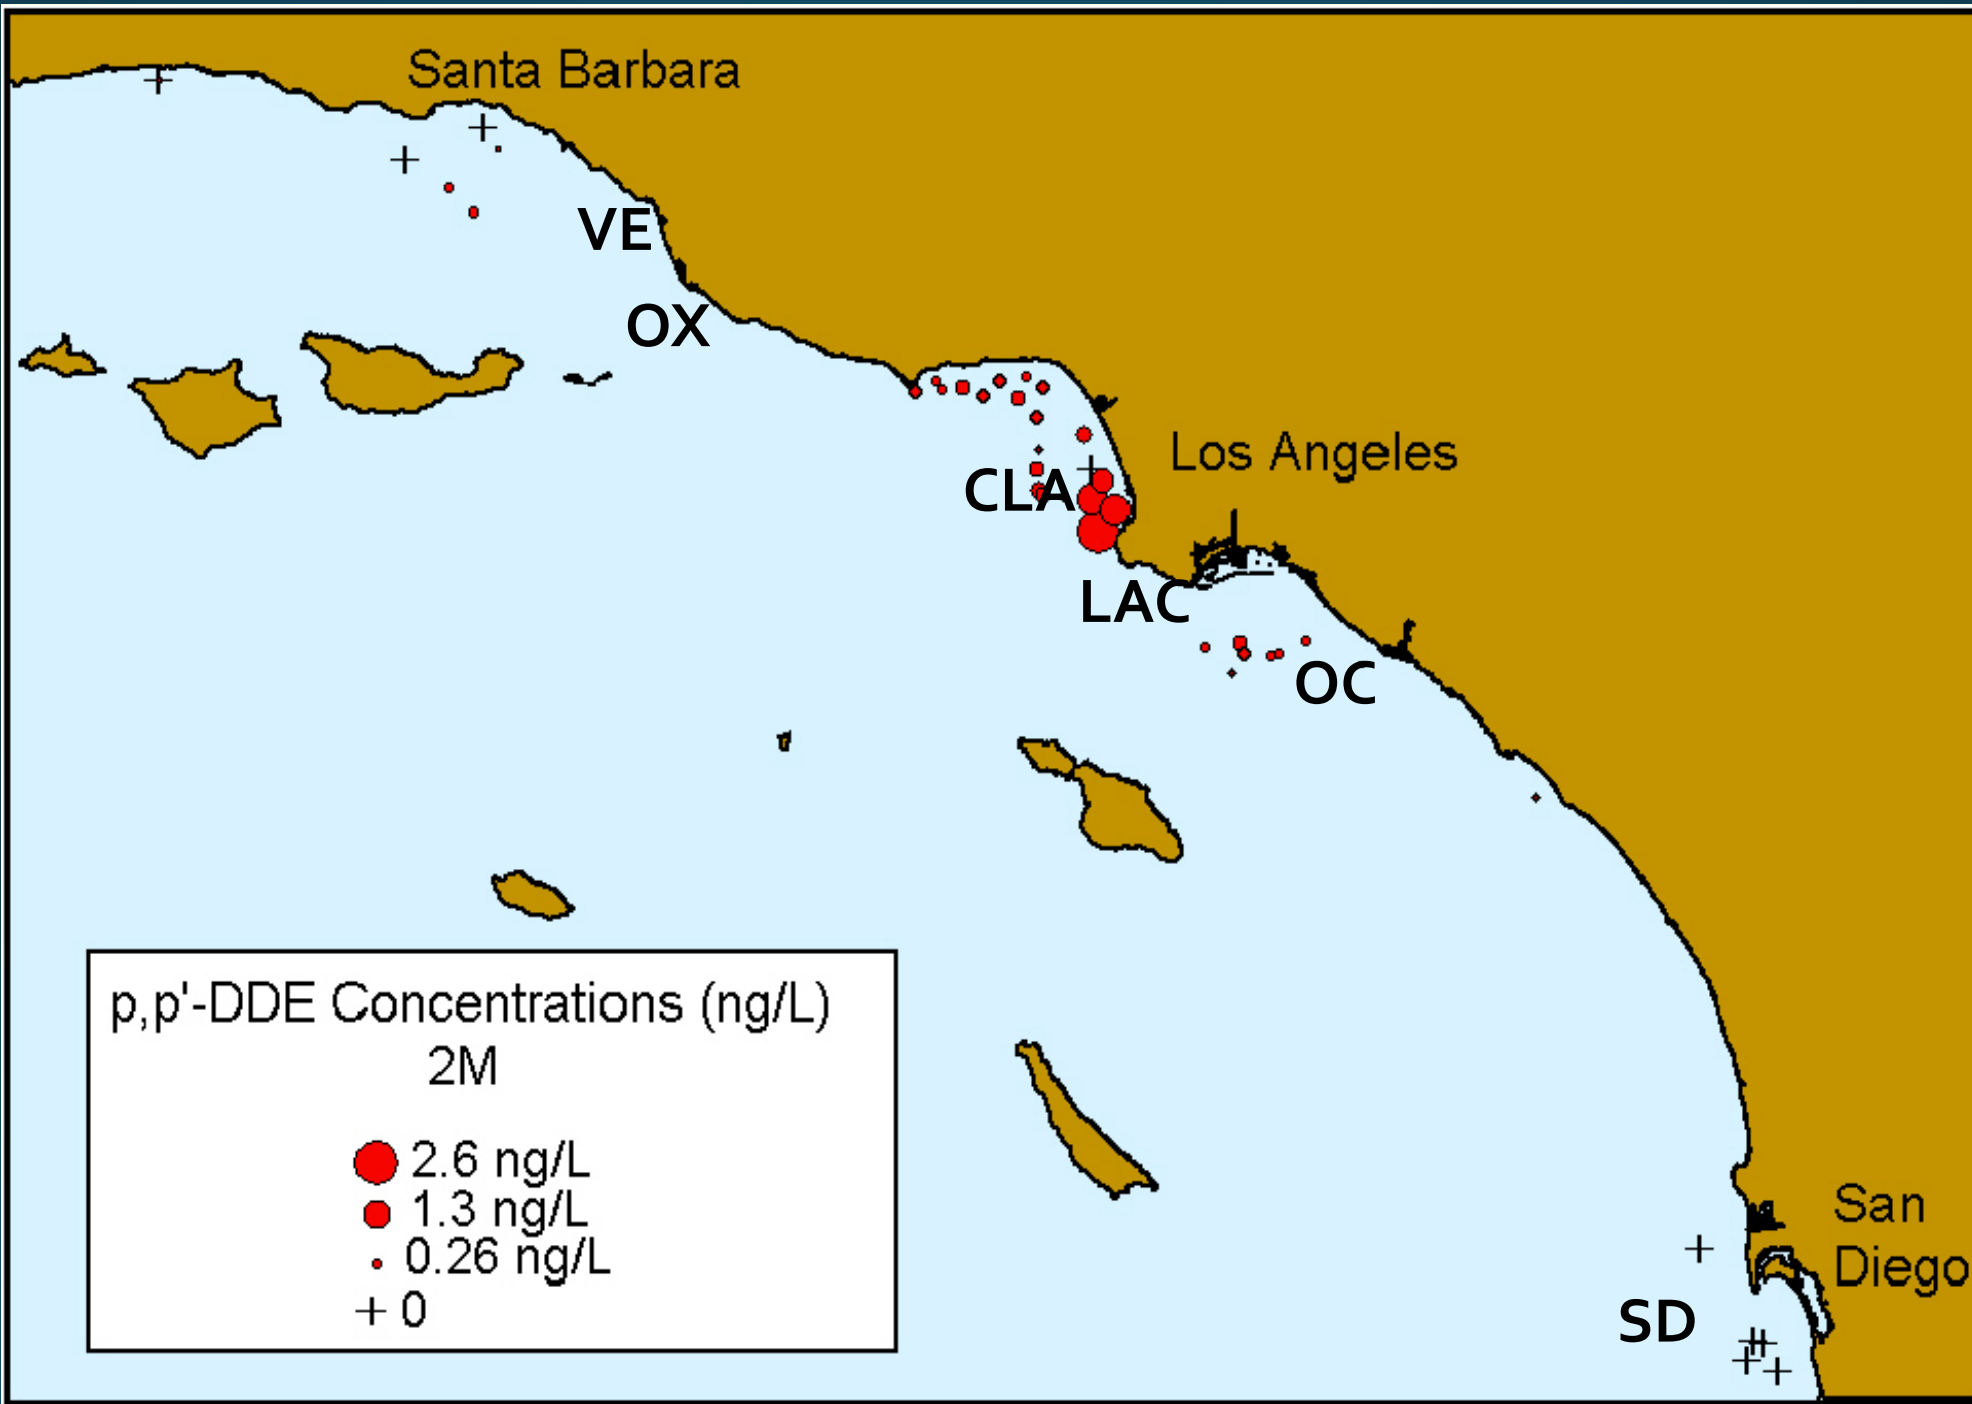 Santa Barbara
VE
OX
Los Angeles
CLA
LAC
OC
p,p'-DDE Concentrations (ng/L)
2M
2.6 ng/L
1.3 ng/L
0.26 ng/L
0
San
Diego
SD